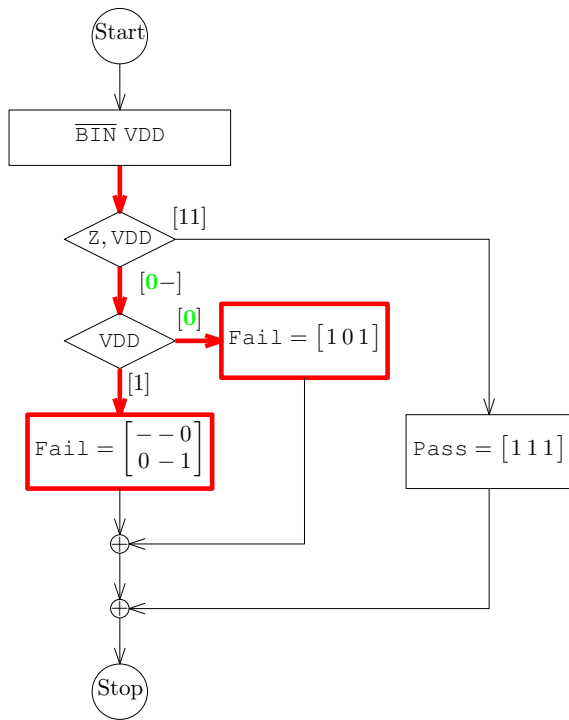 Start
B̅I̅N̅ VDD
[11]
Z,VDD
[0−]
[0]
VDD
Fail = [1 0 1]
[1]
Fail = [− − 0
0 − 1]
Pass = [1 1 1]
Stop